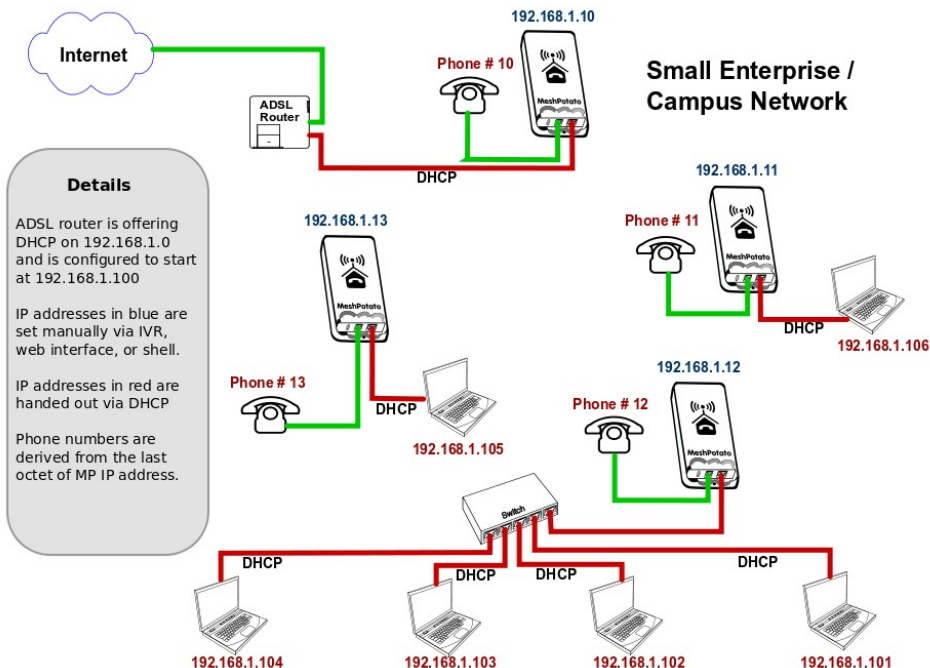 192.168.1.10
Internet
Phone # 10
Small Enterprise /
Campus Network
MeshPotato
ADSL
Router
DHCP
192.168.1.11
Details
ADSL router is offering
DHCP on 192.168.1.0
and is configured to start
at 192.168.1.100
IP addresses in blue are
set manually via IVR,
web interface, or shell.
IP addresses in red are
handed out via DHCP
Phone numbers are
derived from the last
octet of MP IP address.
192.168.1.13
Phone # 11
MeshPotato
MeshPotato
DHCP
192.168.1.106
192.168.1.12
Phone # 13
DHCP
Phone # 12
192.168.1.105
MeshPotato
Switch
DHCP
DHCP
DHCP
DHCP
192.168.1.104
192.168.1.103
192.168.1.102
192.168.1.101